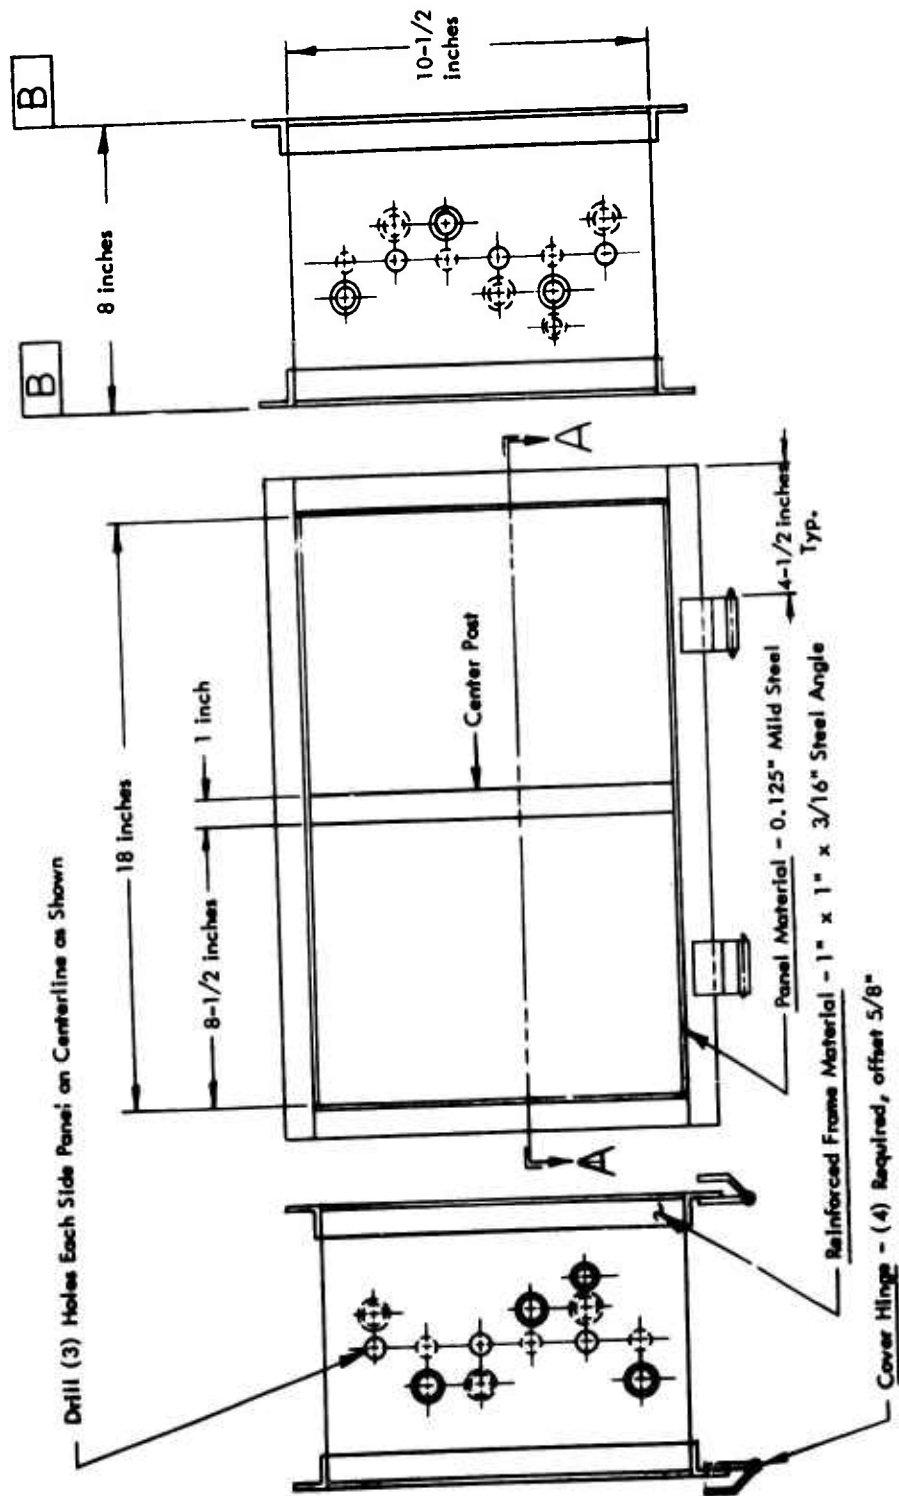 Drill (3) Holes Each Side Panel on Centerline as Shown
18 inches
8-1/2 inches
1 inch
Center Post
A
A
B
B
8 inches
10-1/2
inches
4-1/2 inches
Typ.
Panel Material - 0.125" Mild Steel
Reinforced Frame Material - 1" x 1" x 3/16" Steel Angle
Cover Hinge - (4) Required, offset 5/8"